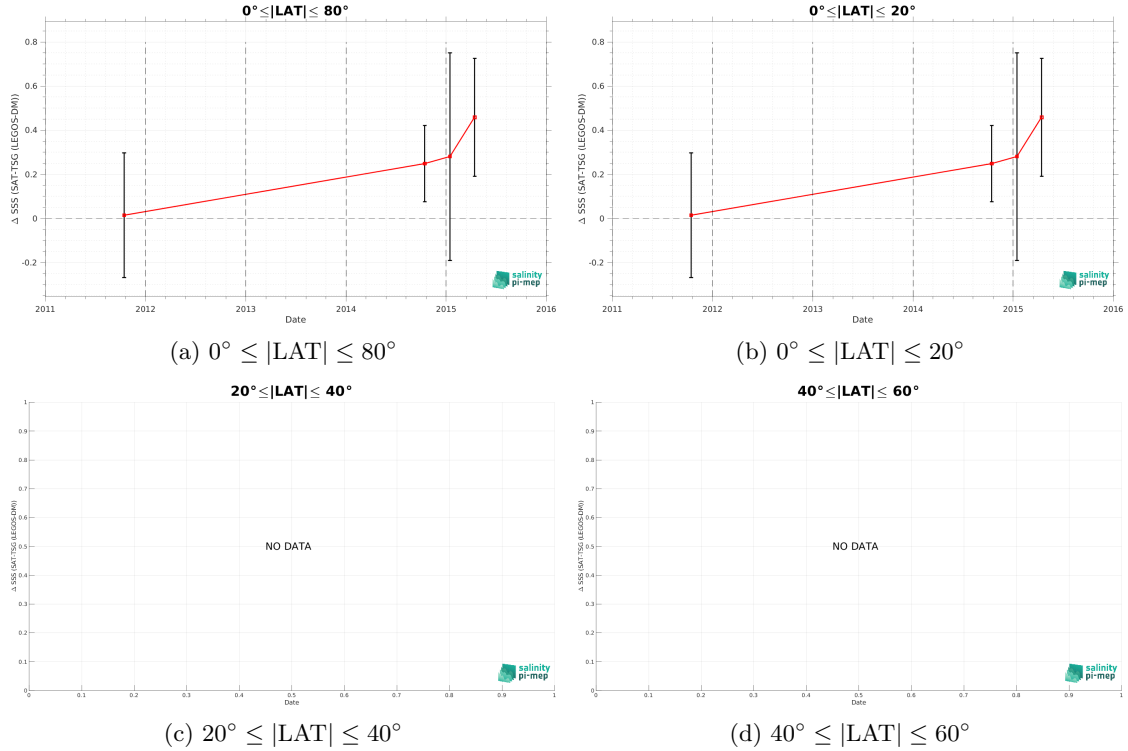 0°≤|LAT|≤ 80°
Δ SSS (SAT-TSG (LEGOS-DM))
0.8
0.6
0.4
0.2
0
-0.2
2011 2012 2013 2014 2015 2016
Date
salinity
pi-mep
(a) 0° ≤ |LAT| ≤ 80°
0°≤|LAT|≤ 20°
Δ SSS (SAT-TSG (LEGOS-DM))
0.8
0.6
0.4
0.2
0
-0.2
2011 2012 2013 2014 2015 2016
Date
salinity
pi-mep
(b) 0° ≤ |LAT| ≤ 20°
20°≤|LAT|≤ 40°
Δ SSS (SAT-TSG (LEGOS-DM))
1
0.9
0.8
0.7
0.6
0.5
0.4
0.3
0.2
0.1
0
NO DATA
0 0.1 0.2 0.3 0.4 0.5 0.6 0.7 0.8 0.9 1
Date
salinity
pi-mep
(c) 20° ≤ |LAT| ≤ 40°
40°≤|LAT|≤ 60°
Δ SSS (SAT-TSG (LEGOS-DM))
1
0.9
0.8
0.7
0.6
0.5
0.4
0.3
0.2
0.1
0
NO DATA
0 0.1 0.2 0.3 0.4 0.5 0.6 0.7 0.8 0.9 1
Date
salinity
pi-mep
(d) 40° ≤ |LAT| ≤ 60°